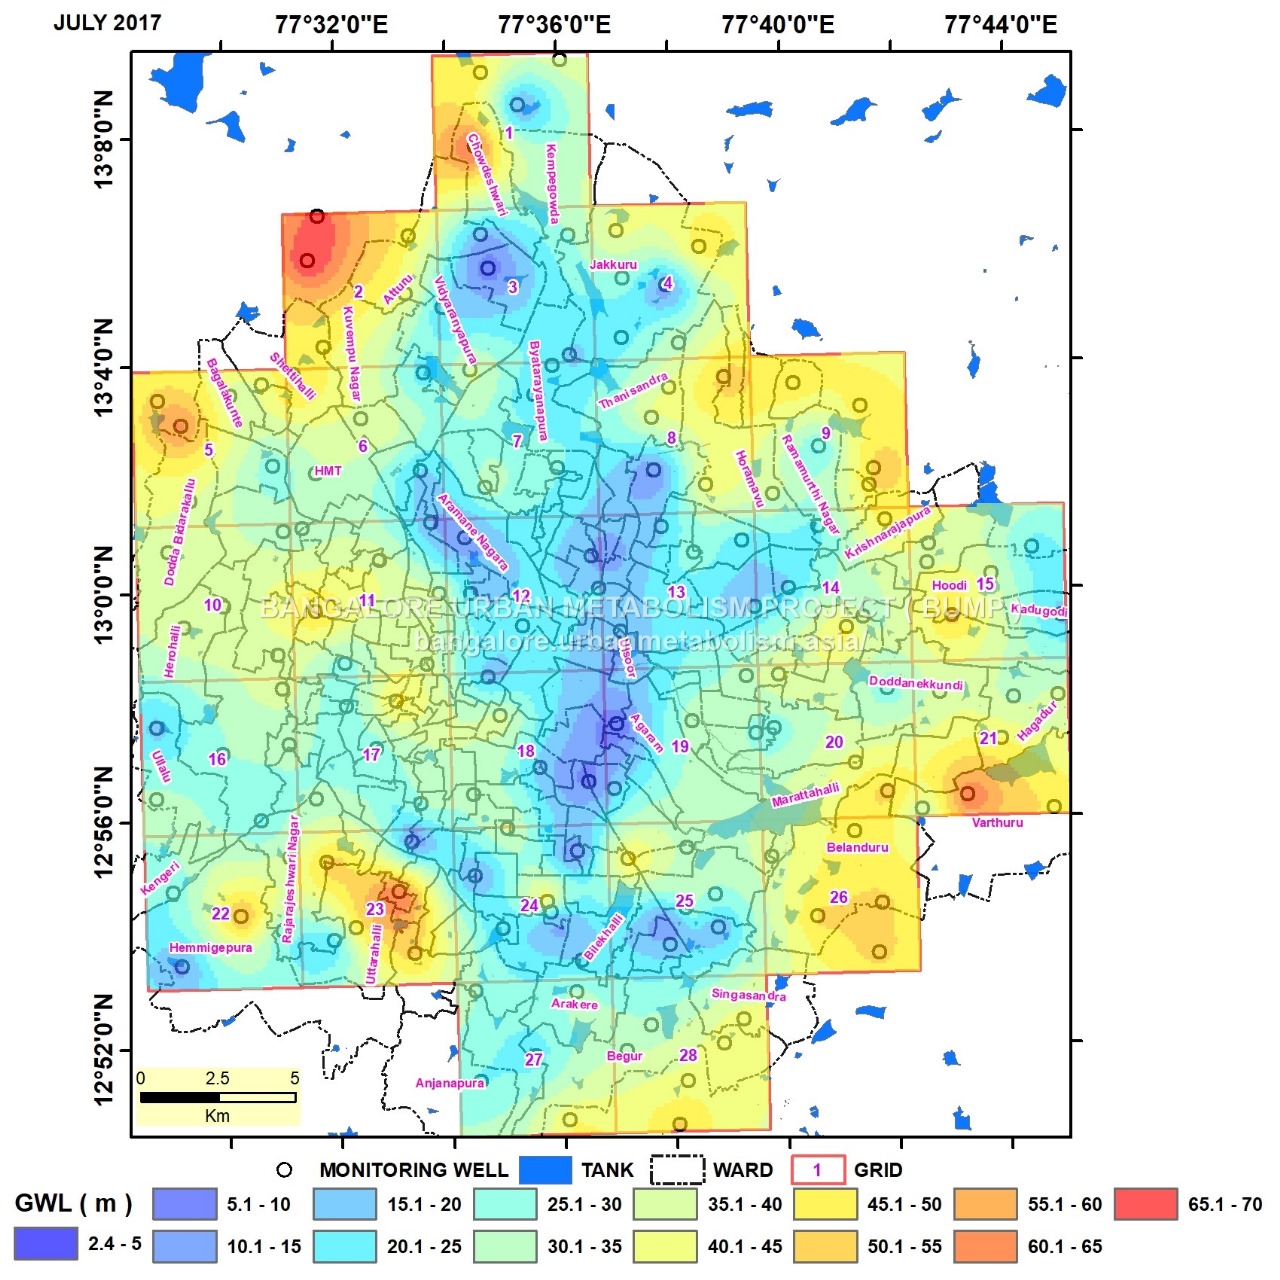 JULY 2017
77°32'0"E
77°36'0"E
77°40'0"E
77°44'0"E
13°8'0"N
13°4'0"N
13°0'0"N
12°56'0"N
12°52'0"N
1
Chowdeshwari
Kempegowda
2
Atturu
Kuvempu Nagar
Shettihalli
Vidyaranyapura
3
Byatarayanapura
Jakkuru
4
Thanisandra
Bagalakunte
5
Dodda Bidarakallu
6
HMT
7
Aramane Nagara
8
Horamavu
9
Ramamurthi Nagar
Krishnarajapura
10
Herohalli
11
12
13
14
Hoodi
15
Kadugodi
BANGALORE URBAN METABOLISM PROJECT ( BUMP )
bangalore.urbanmetabolism.asia/
Ulsoor
Doddanekkundi
Hagadur
Ullalu
16
17
18
Agaram
19
20
21
Marattahalli
Varthuru
Belanduru
Kengeri
22
Hemmigepura
Rajarajeshwari Nagar
23
Uttarahalli
24
Bilekhalli
25
26
Arakere
Singasandra
27
Begur
28
Anjanapura
0 2.5 5
Km
MONITORING WELL
TANK
WARD
1 GRID
GWL ( m )
5.1 - 10
15.1 - 20
25.1 - 30
35.1 - 40
45.1 - 50
55.1 - 60
65.1 - 70
2.4 - 5
10.1 - 15
20.1 - 25
30.1 - 35
40.1 - 45
50.1 - 55
60.1 - 65